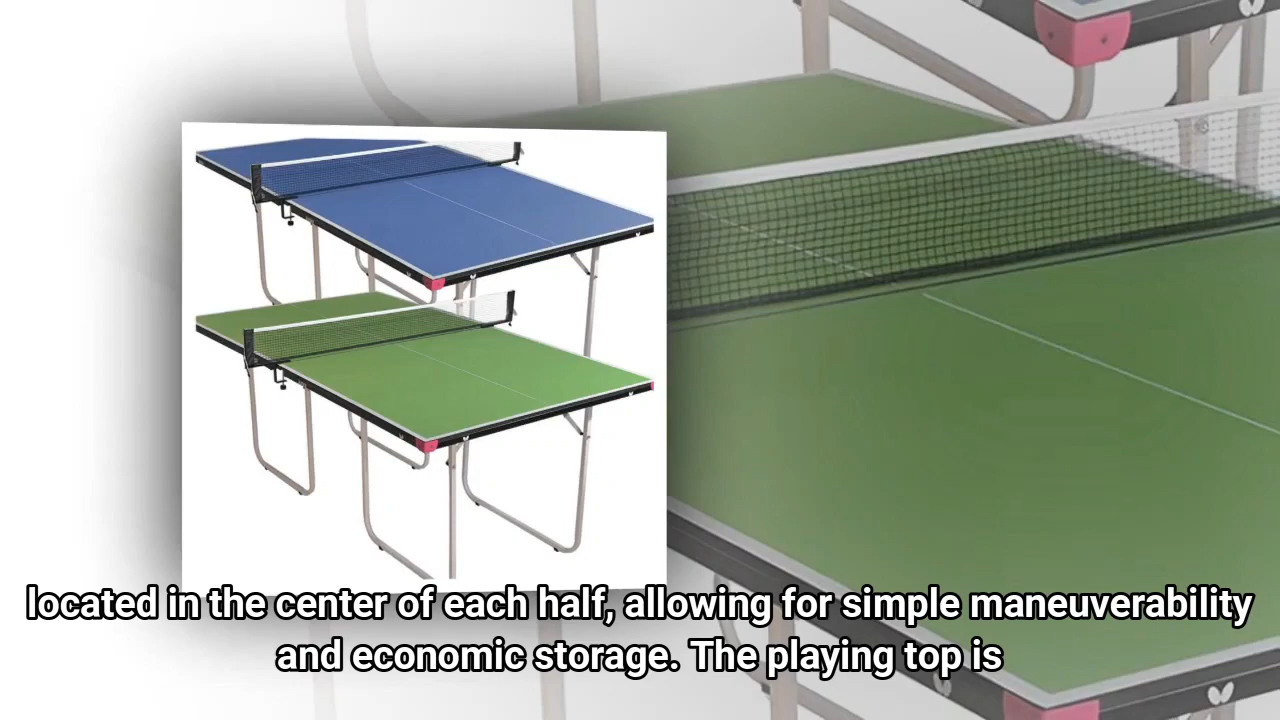 located in the center of each half, allowing for simple maneuverability
and economic storage. The playing top is